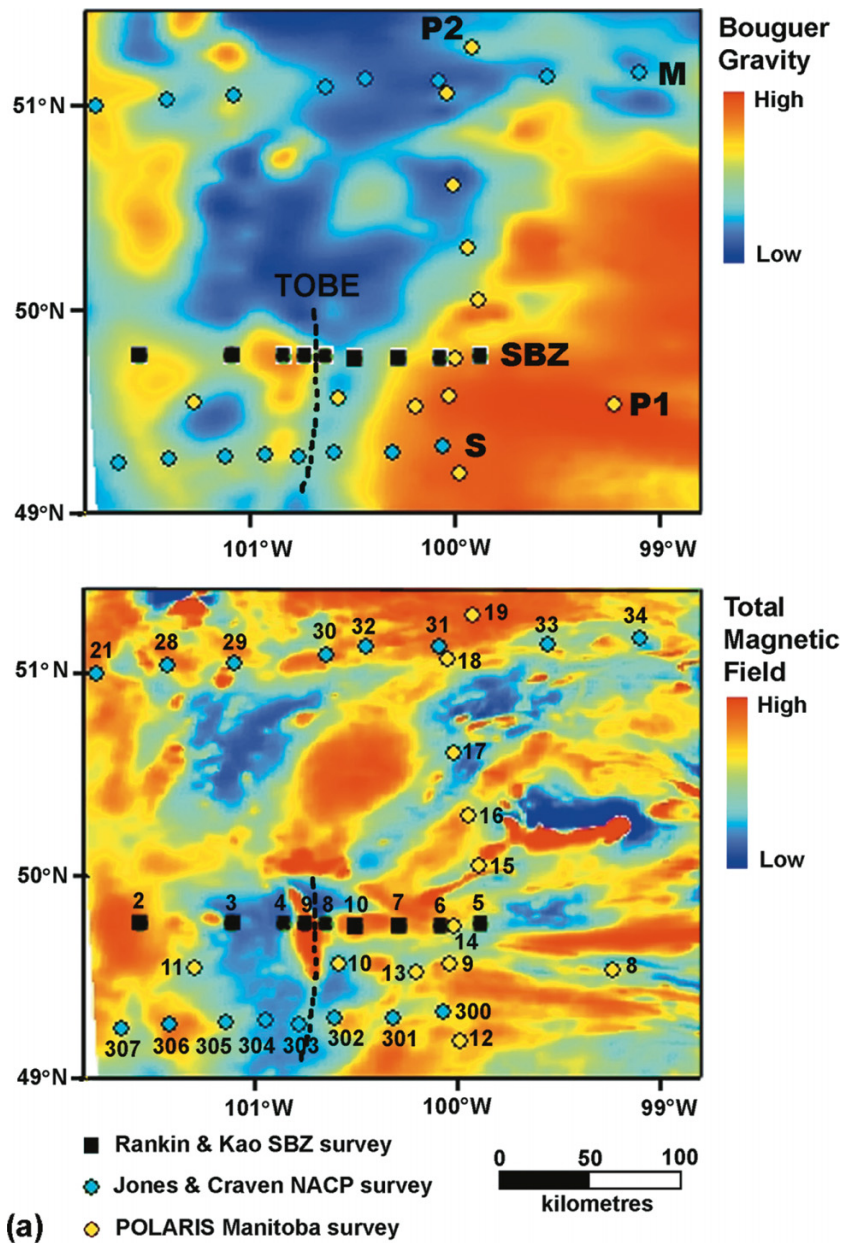 P2
Bouguer
Gravity
M
51°N
High
Low
50°N
TOBE
SBZ
P1
S
49°N
101°W
100°W
99°W
Total
Magnetic
Field
High
Low
19
34
21
28
29
30
32
31
33
18
51°N
17
16
50°N
15
2
3
4
9
8
10
7
6
5
14
11
10
13
9
8
300
307
306
305
304
303
302
301
12
49°N
101°W
100°W
99°W
Rankin & Kao SBZ survey
0
50
100
Jones & Craven NACP survey
kilometres
(a)
POLARIS Manitoba survey